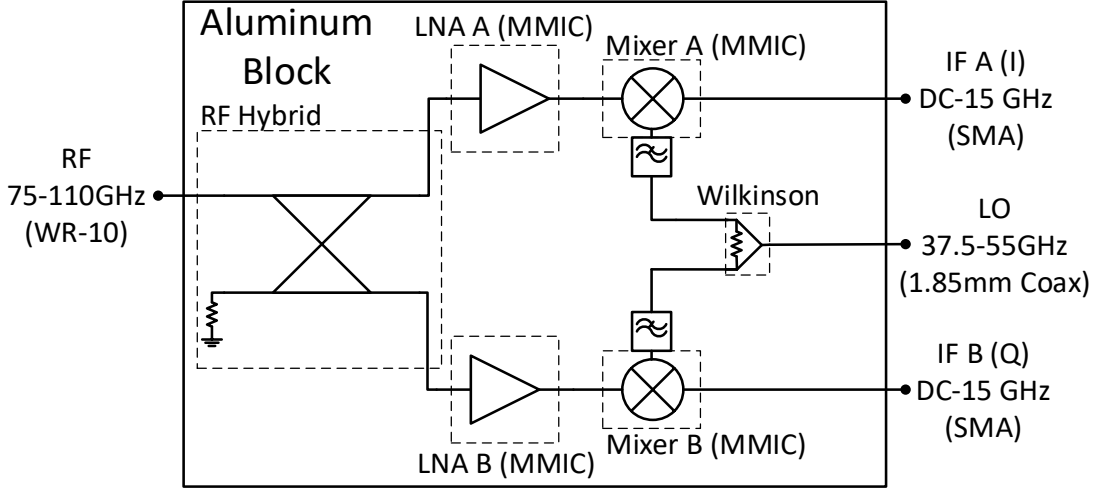 Aluminum
Block
RF Hybrid
LNA A (MMIC)
Mixer A (MMIC)
IF A (I)
DC-15 GHz
(SMA)
RF
75-110GHz
(WR-10)
Wilkinson
LO
37.5-55GHz
(1.85mm Coax)
LNA B (MMIC)
Mixer B (MMIC)
IF B (Q)
DC-15 GHz
(SMA)